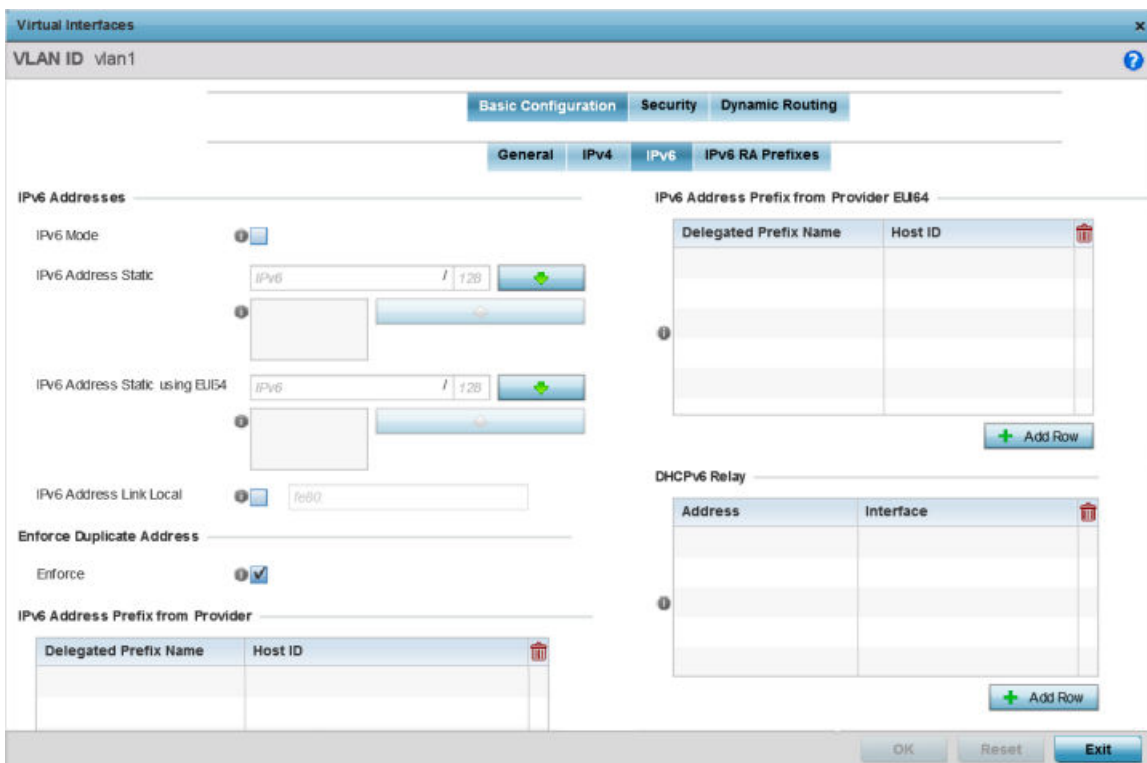 Virtual Interfaces
VLAN ID vlan1
Basic Configuration Security Dynamic Routing
General IPv4 IPv6 IPv6 RA Prefixes
IPv6 Addresses
IPv6 Mode
IPv6 Address Static
IPv6 / 128
IPv6 Address Static using EUI64
IPv6 / 128
IPv6 Address Link Local
fe80:
Enforce Duplicate Address
Enforce
IPv6 Address Prefix from Provider
Delegated Prefix Name Host ID
IPv6 Address Prefix from Provider EUI64
Delegated Prefix Name Host ID
Add Row
DHCPv6 Relay
Address Interface
Add Row
OK Reset Exit